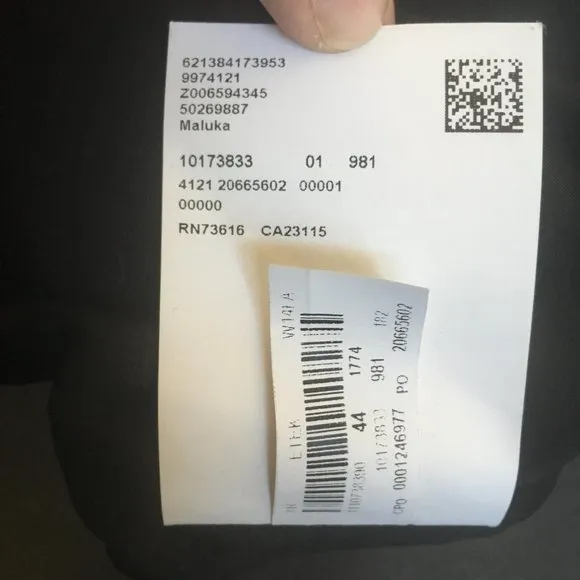 621384173953
9974121
Z006594345
50269887
Maluka
10173833 01 981
4121 20665602 00001
00000
RN73616 CA23115
44 1774
981 182
CPO 0001246977 PO 20665602